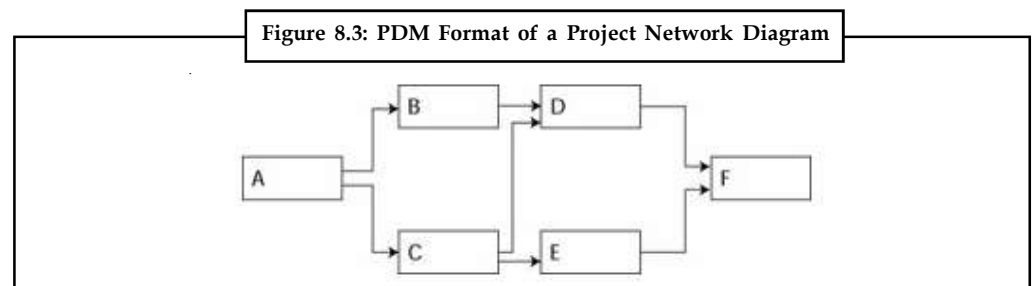 Figure 8.3: PDM Format of a Project Network Diagram
B D
A F
C E